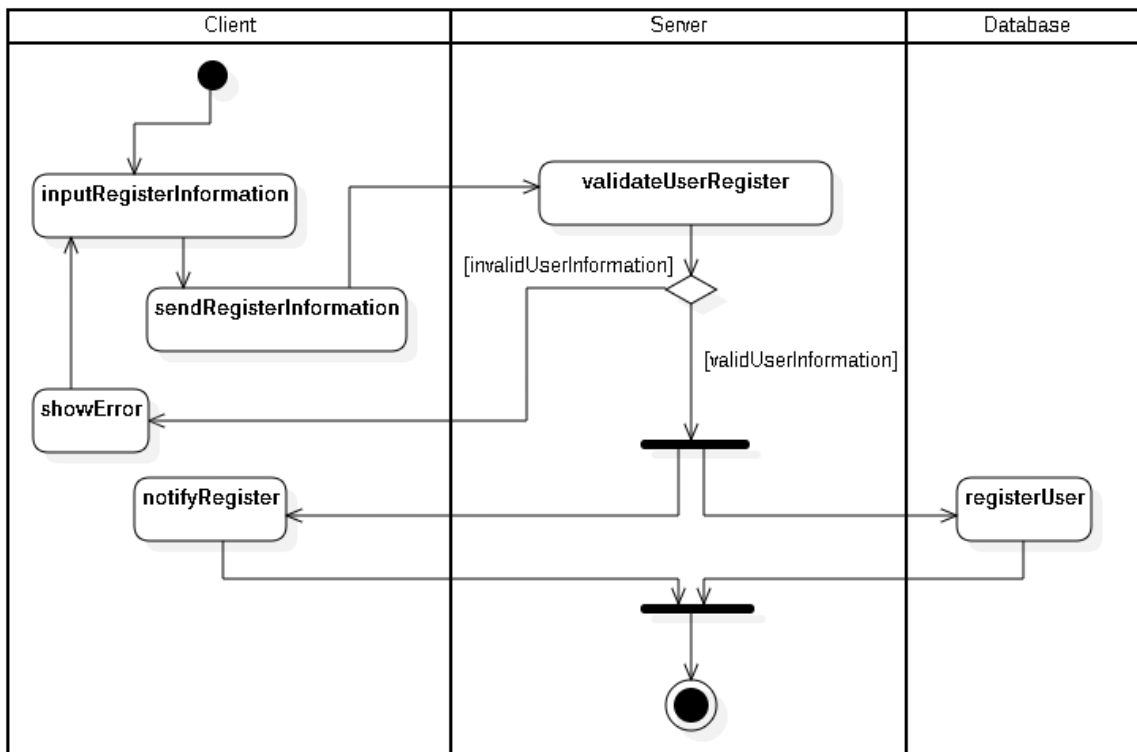 Client
Server
Database
inputRegisterInformation
validateUserRegister
[invalidUserInformation]
sendRegisterInformation
[validUserInformation]
showError
notifyRegister
registerUser